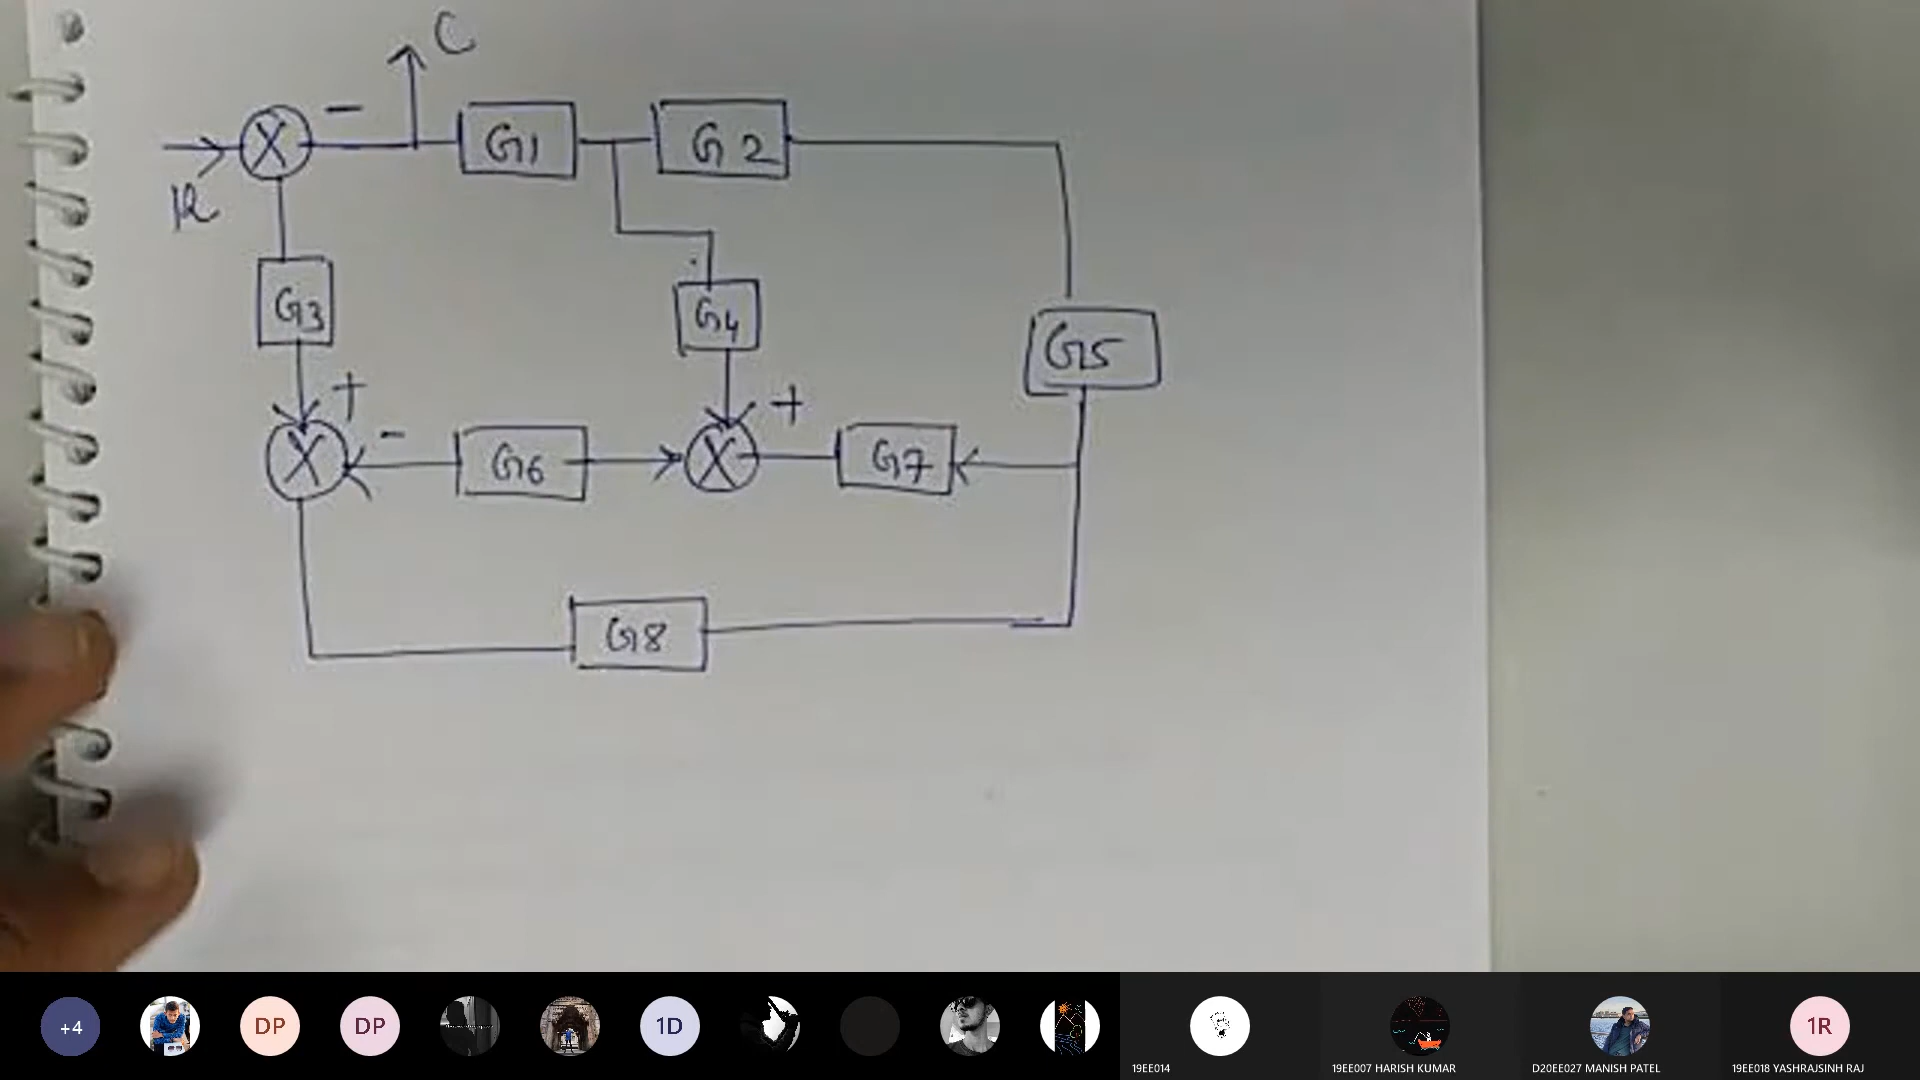 C
- G1 G2
R
G3 G4 G5
+ - G6 + G7
G8
+4 DP DP 1D 1R
19EE014 19EE007 HARISH KUMAR D20EE027 MANISH PATEL 19EE018 YASHRAJSINH RAJ